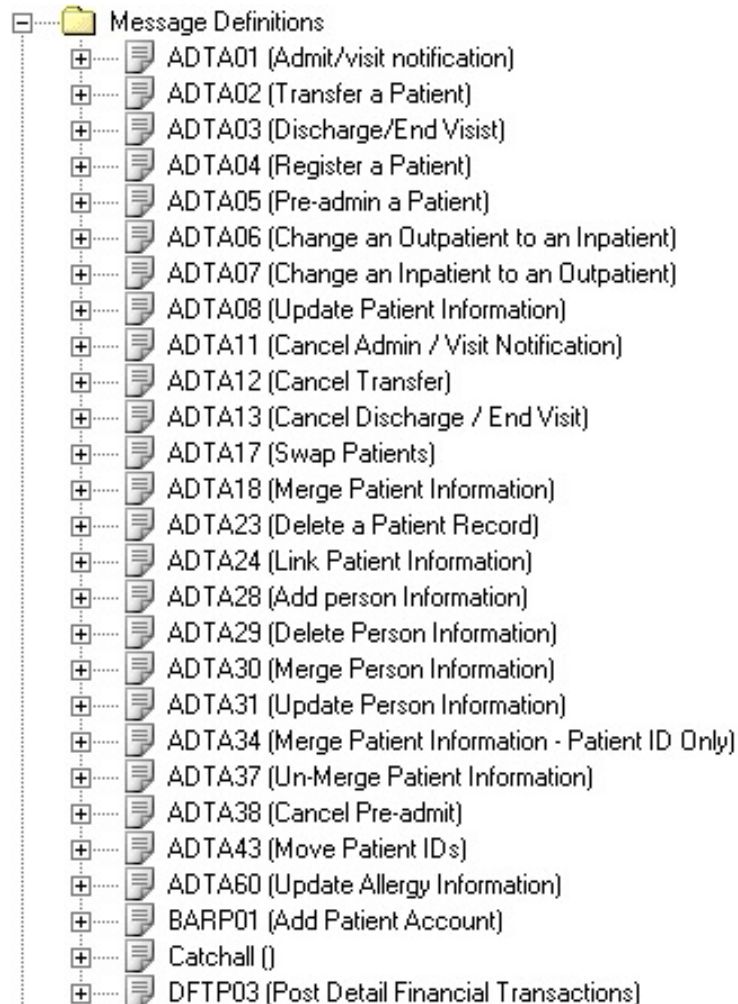 Message Definitions
ADTA01 (Admit/visit notification)
ADTA02 (Transfer a Patient)
ADTA03 (Discharge/End Visist)
ADTA04 (Register a Patient)
ADTA05 (Pre-admin a Patient)
ADTA06 (Change an Outpatient to an Inpatient)
ADTA07 (Change an Inpatient to an Outpatient)
ADTA08 (Update Patient Information)
ADTA11 (Cancel Admin / Visit Notification)
ADTA12 (Cancel Transfer)
ADTA13 (Cancel Discharge / End Visit)
ADTA17 (Swap Patients)
ADTA18 (Merge Patient Information)
ADTA23 (Delete a Patient Record)
ADTA24 (Link Patient Information)
ADTA28 (Add person Information)
ADTA29 (Delete Person Information)
ADTA30 (Merge Person Information)
ADTA31 (Update Person Information)
ADTA34 (Merge Patient Information - Patient ID Only)
ADTA37 (Un-Merge Patient Information)
ADTA38 (Cancel Pre-admit)
ADTA43 (Move Patient IDs)
ADTA60 (Update Allergy Information)
BARP01 (Add Patient Account)
Catchall ()
DFTP03 (Post Detail Financial Transactions)